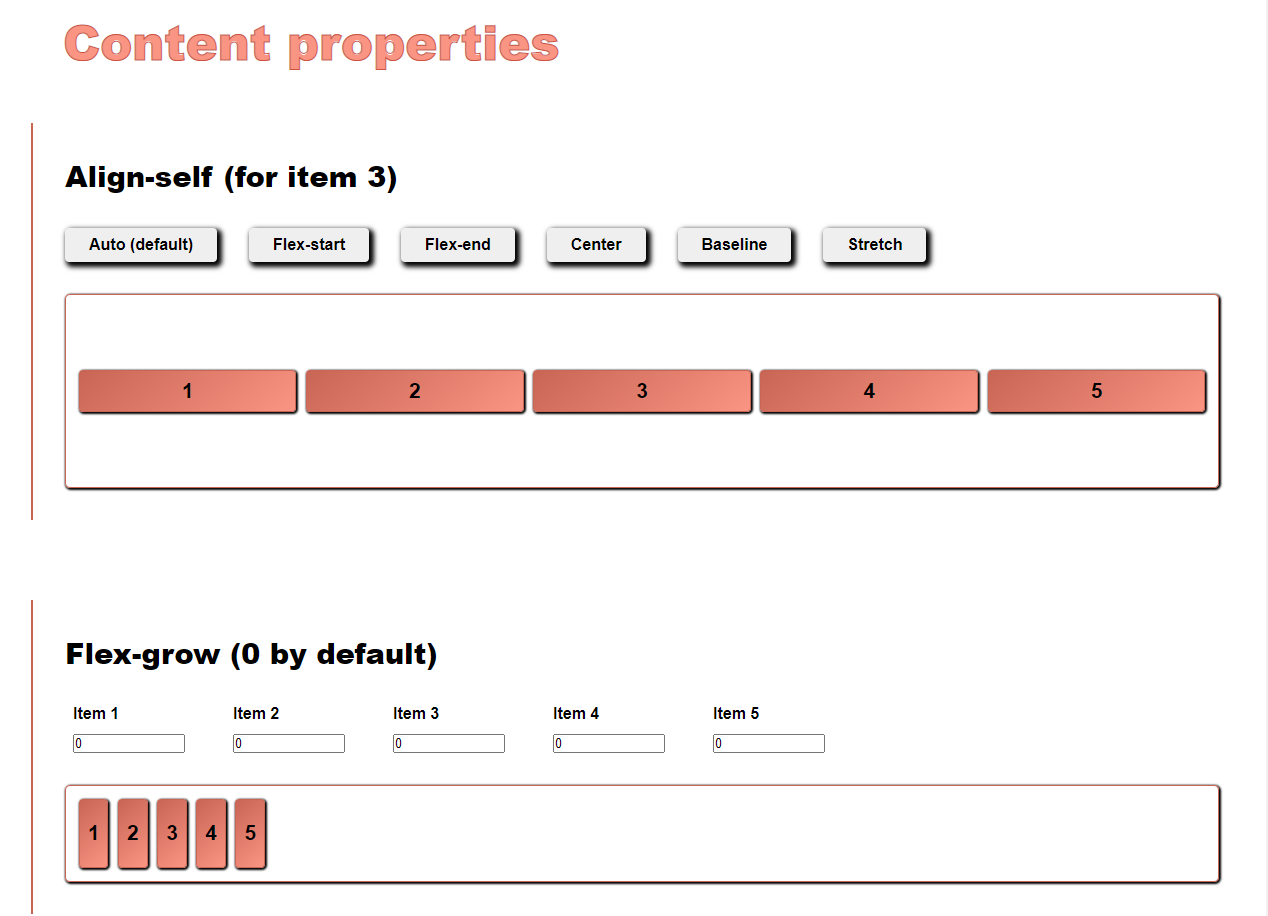 Content properties
Align-self (for item 3)
Auto (default) Flex-start Flex-end Center Baseline Stretch
1 2 3 4 5
Flex-grow (0 by default)
Item 1 Item 2 Item 3 Item 4 Item 5
0 0 0 0 0
1 2 3 4 5